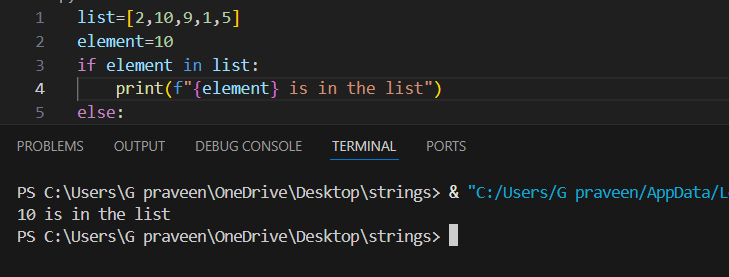 1 list=[2,10,9,1,5]
2 element=10
3 if element in list:
4     print(f"{element} is in the list")
5 else:
PROBLEMS OUTPUT DEBUG CONSOLE TERMINAL PORTS
PS C:\Users\G praveen\OneDrive\Desktop\strings> & "C:/Users/G praveen/AppData/L
10 is in the list
PS C:\Users\G praveen\OneDrive\Desktop\strings>